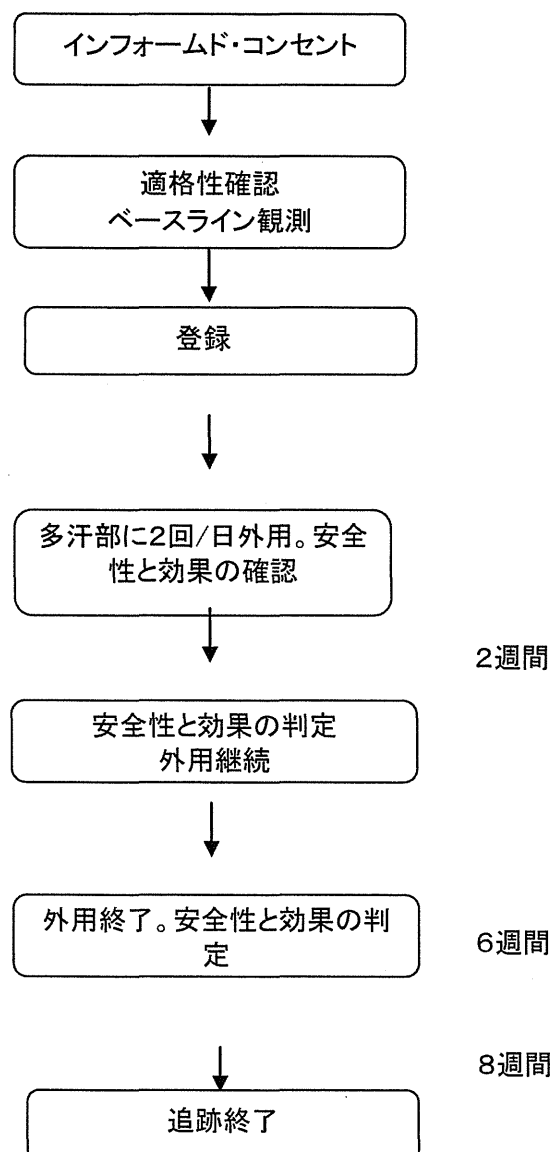 インフォームド・コンセント
適格性確認
ベースライン観測
登録
多汗部に2回/日外用。安全
性と効果の確認
2週間
安全性と効果の判定
外用継続
外用終了。安全性と効果の判
定
6週間
8週間
追跡終了